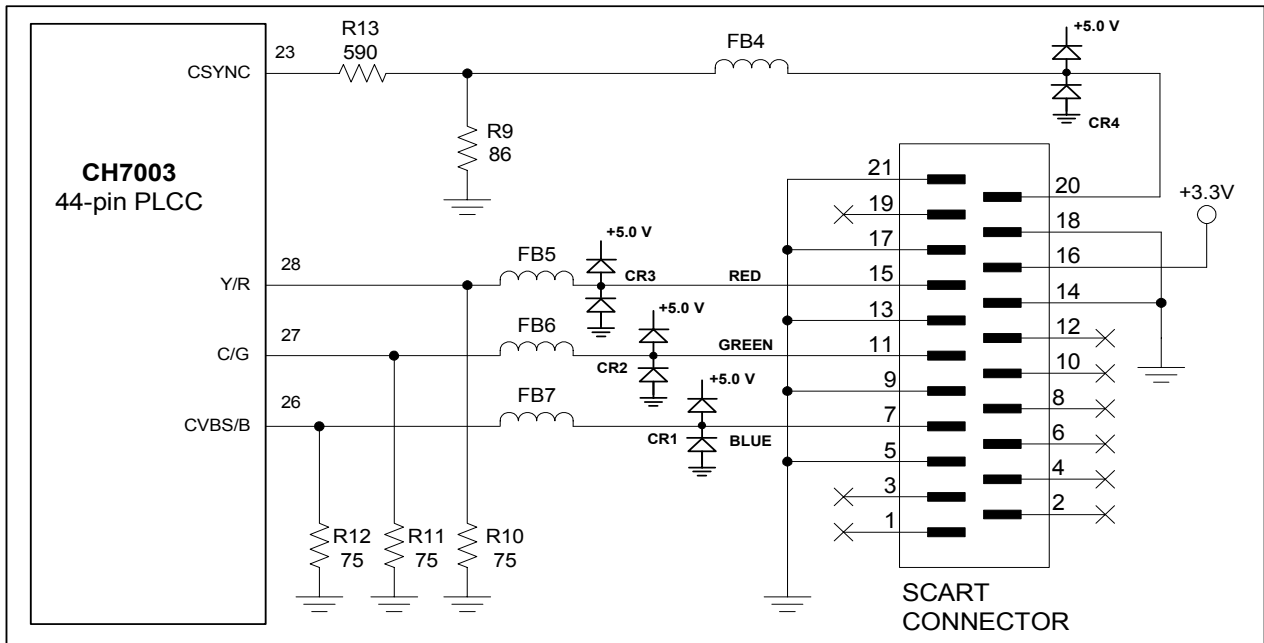 R13
590
23
CSYNC
FB4
+5.0 V
CR4
R9
86
CH7003
44-pin PLCC
21
20
+3.3V
19
18
17
16
28
Y/R
FB5
+5.0 V
CR3
RED
15
14
13
+5.0 V
27
C/G
FB6
CR2
GREEN
11
12
10
9
+5.0 V
26
CVBS/B
FB7
CR1
BLUE
7
8
6
5
4
3
2
1
R12
75
R11
75
R10
75
SCART
CONNECTOR